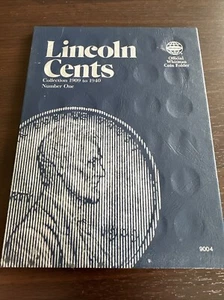 Lincoln
Cents
Collection 1909 to 1940
Number One
Official
Whitman
Coin Folder
9004